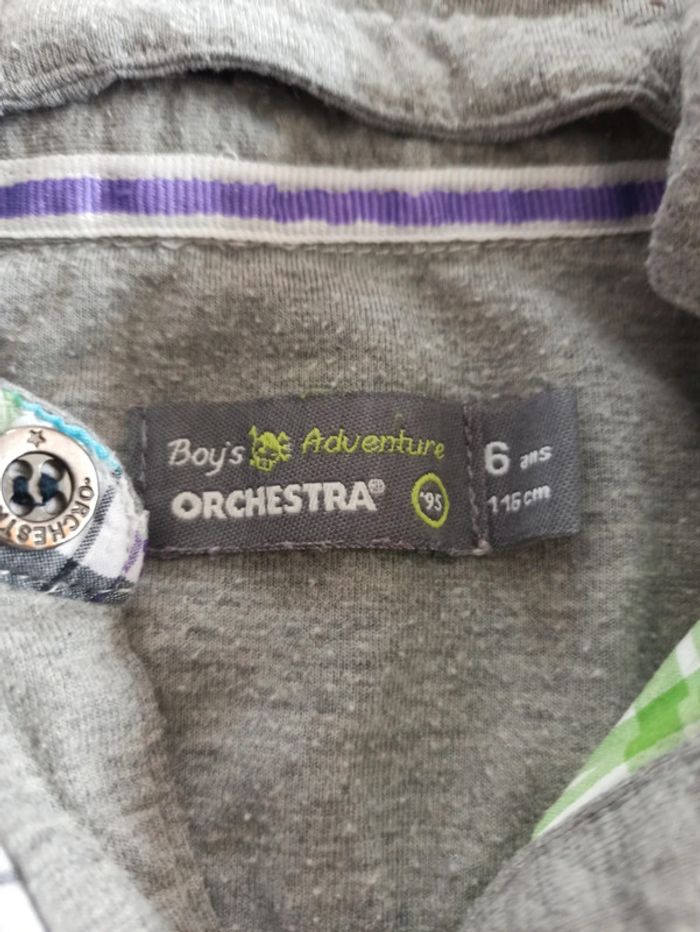 Boy's Adventure
ORCHESTRA® '95
6 ans
116 cm
ORCHESTRA